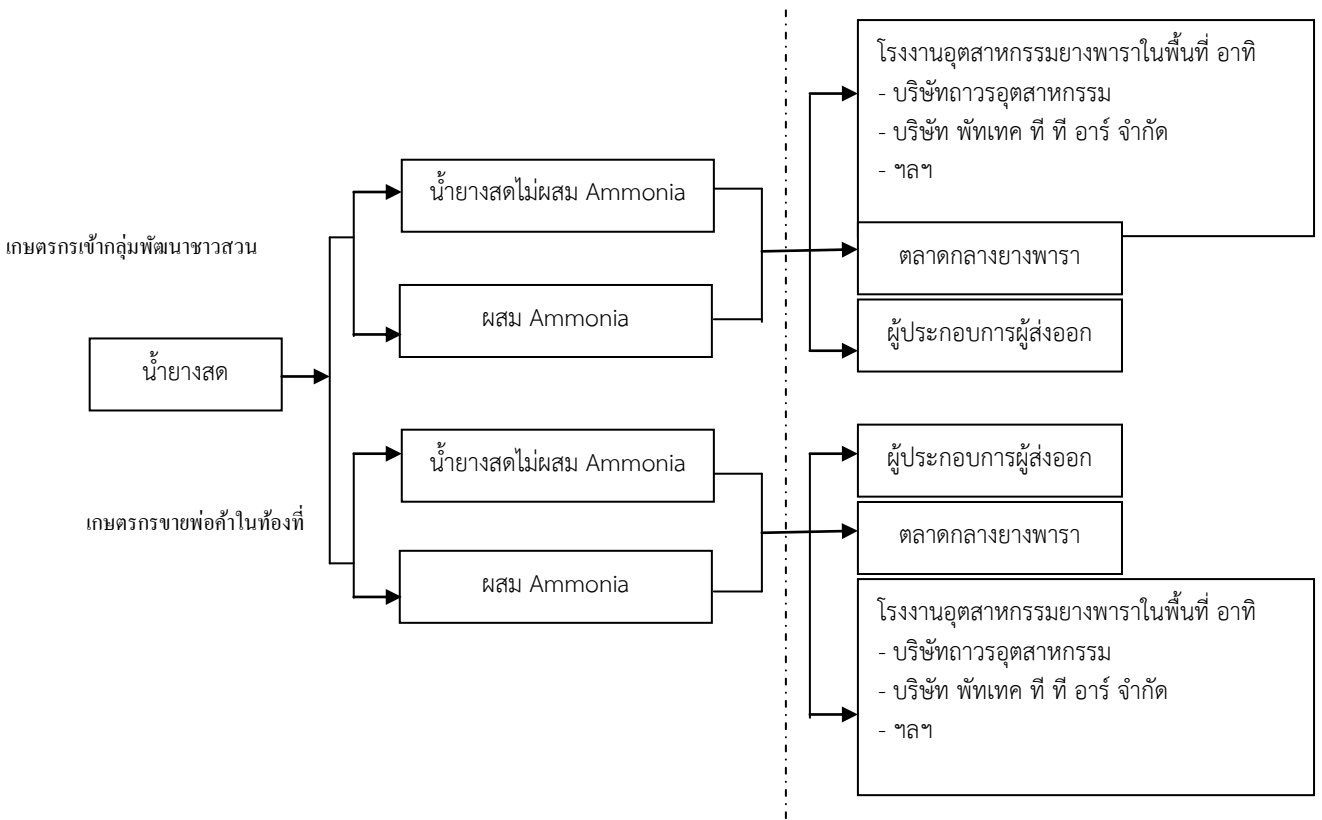 โรงงานอุตสาหกรรมยางพาราในพื้นที่ อาทิ
- บริษัทถาวรอุตสาหกรรม
- บริษัท พัทเทค ที ที อาร์ จำกัด
- ฯลฯ
น้ำยางสดไม่ผสม Ammonia
เกษตรกรเข้ากลุ่มพัฒนาชาวสวน
ตลาดกลางยางพารา
ผสม Ammonia
ผู้ประกอบการผู้ส่งออก
น้ำยางสด
น้ำยางสดไม่ผสม Ammonia
ผู้ประกอบการผู้ส่งออก
เกษตรกรขายพ่อค้าในท้องที่
ตลาดกลางยางพารา
ผสม Ammonia
โรงงานอุตสาหกรรมยางพาราในพื้นที่ อาทิ
- บริษัทถาวรอุตสาหกรรม
- บริษัท พัทเทค ที ที อาร์ จำกัด
- ฯลฯ